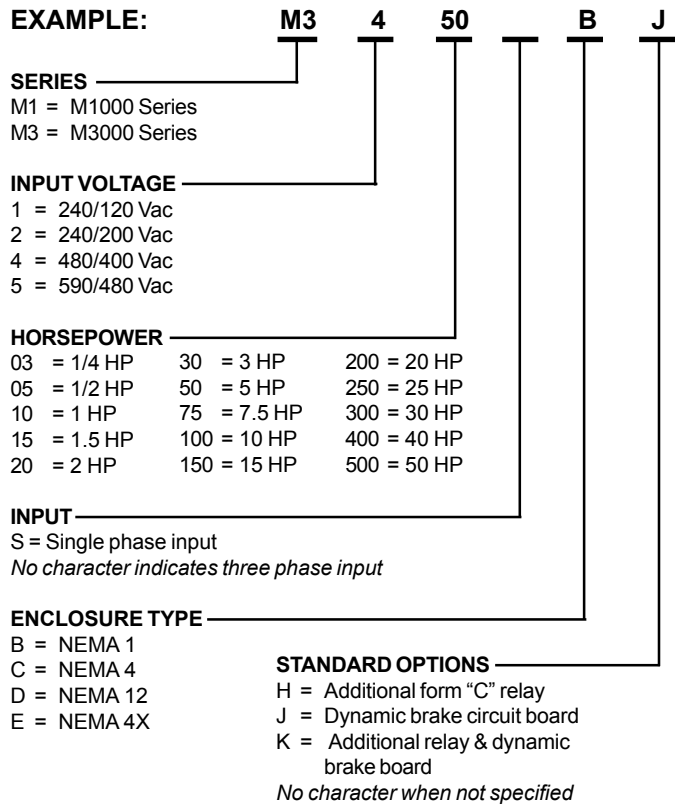 EXAMPLE: M3 4 50 B J
SERIES
M1 = M1000 Series
M3 = M3000 Series
INPUT VOLTAGE
1 = 240/120 Vac
2 = 240/200 Vac
4 = 480/400 Vac
5 = 590/480 Vac
HORSEPOWER
03 = 1/4 HP 30 = 3 HP 200 = 20 HP
05 = 1/2 HP 50 = 5 HP 250 = 25 HP
10 = 1 HP 75 = 7.5 HP 300 = 30 HP
15 = 1.5 HP 100 = 10 HP 400 = 40 HP
20 = 2 HP 150 = 15 HP 500 = 50 HP
INPUT
S = Single phase input
No character indicates three phase input
ENCLOSURE TYPE
B = NEMA 1
C = NEMA 4
D = NEMA 12
E = NEMA 4X
STANDARD OPTIONS
H = Additional form “C” relay
J = Dynamic brake circuit board
K = Additional relay & dynamic
brake board
No character when not specified